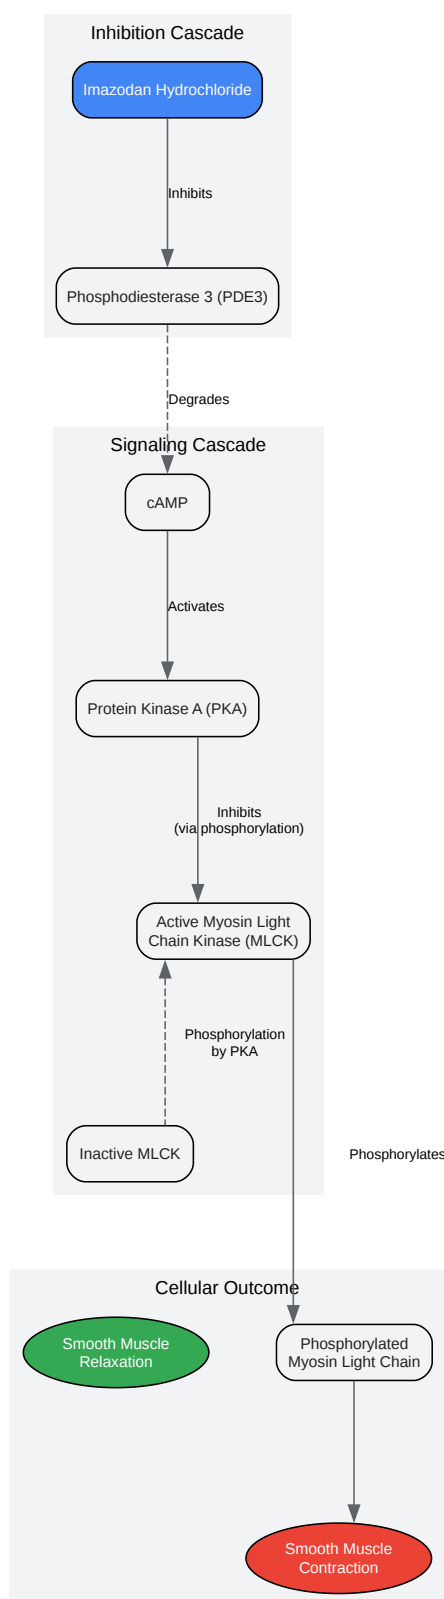 Inhibition Cascade
Imazodan Hydrochloride
Inhibits
Phosphodiesterase 3 (PDE3)
Degrades
Signaling Cascade
cAMP
Activates
Protein Kinase A (PKA)
Inhibits
(via phosphorylation)
Active Myosin Light
Chain Kinase (MLCK)
Phosphorylation
by PKA
Inactive MLCK
Phosphorylates
Cellular Outcome
Smooth Muscle
Relaxation
Phosphorylated
Myosin Light Chain
Smooth Muscle
Contraction